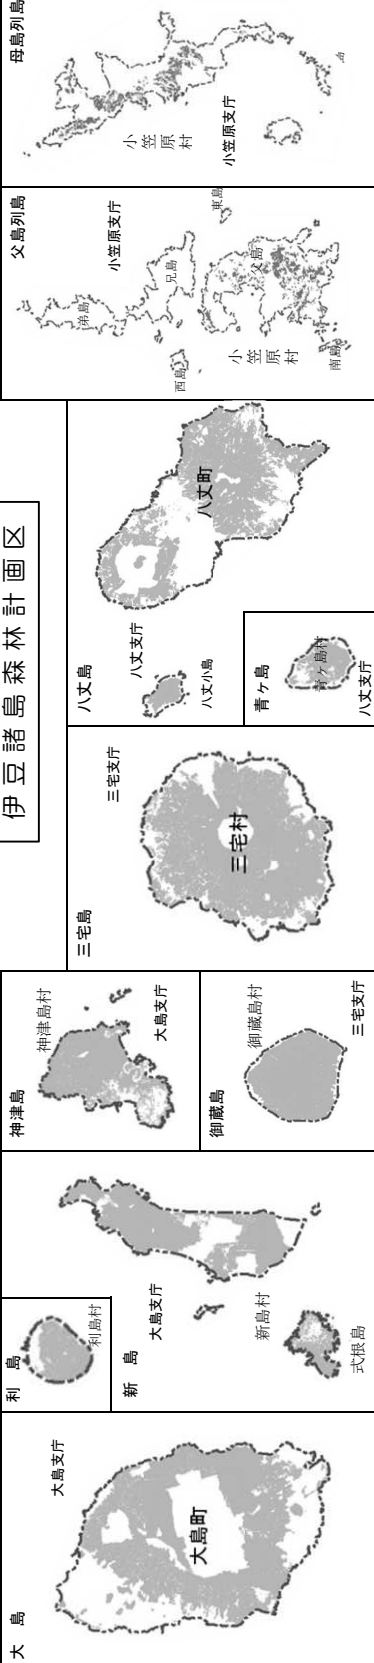 伊豆諸島森林計画区
大　島
大島支庁
大島町
利　島
利島村
新　島
大島支庁
新島村
式根島
神津島
神津島村
大島支庁
御蔵島
御蔵島村
三宅支庁
三宅島
三宅支庁
三宅村
八丈島
八丈支庁
八丈小島
八丈町
青ヶ島
青ヶ島村
八丈支庁
父島列島
小笠原支庁
弟島
兄島
西島
東島
父島
小笠原村
南島
母島列島
小笠原村
小笠原支庁